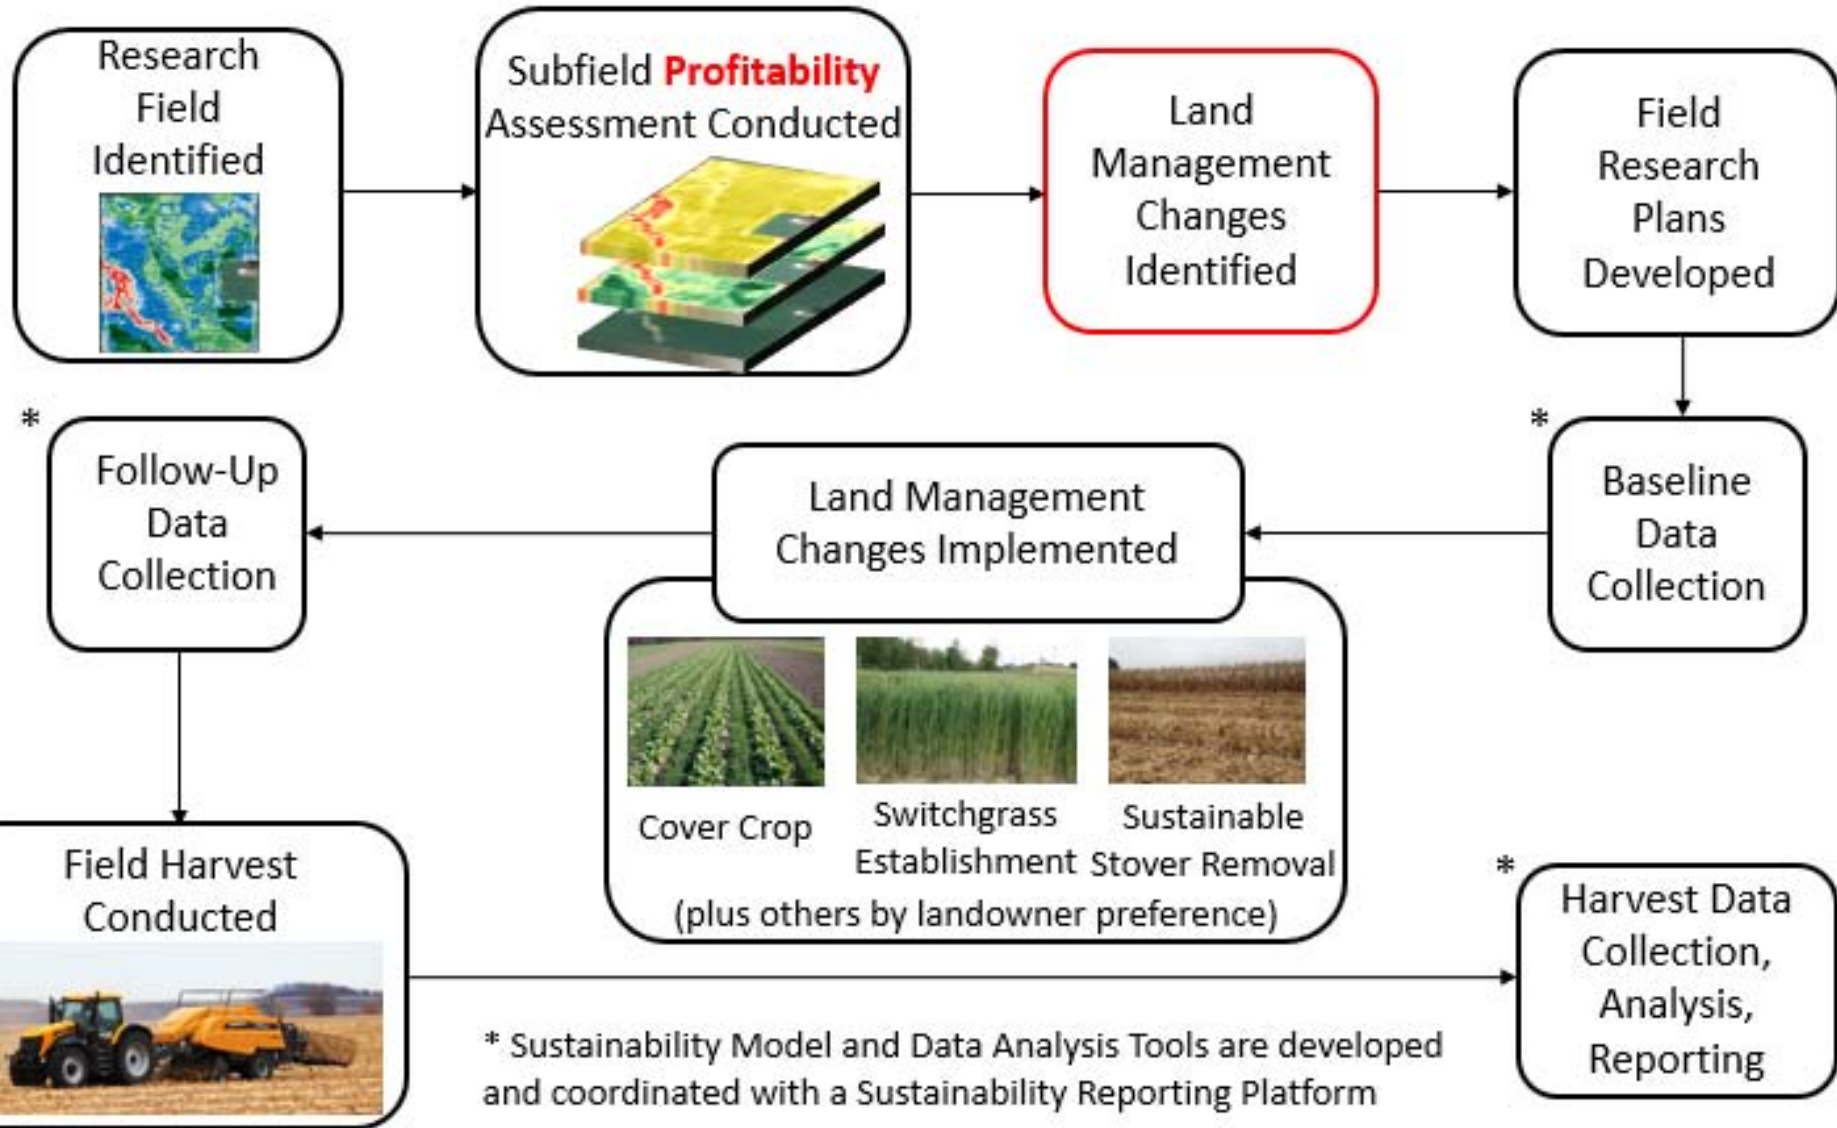 Research
Field
Identified
Subfield Profitability
Assessment Conducted
Land
Management
Changes
Identified
Field
Research
Plans
Developed
*
Baseline
Data
Collection
Land Management
Changes Implemented
Cover Crop
Switchgrass
Establishment
Sustainable
Stover Removal
(plus others by landowner preference)
*
Follow-Up
Data
Collection
Field Harvest
Conducted
*
Harvest Data
Collection,
Analysis,
Reporting
* Sustainability Model and Data Analysis Tools are developed
and coordinated with a Sustainability Reporting Platform